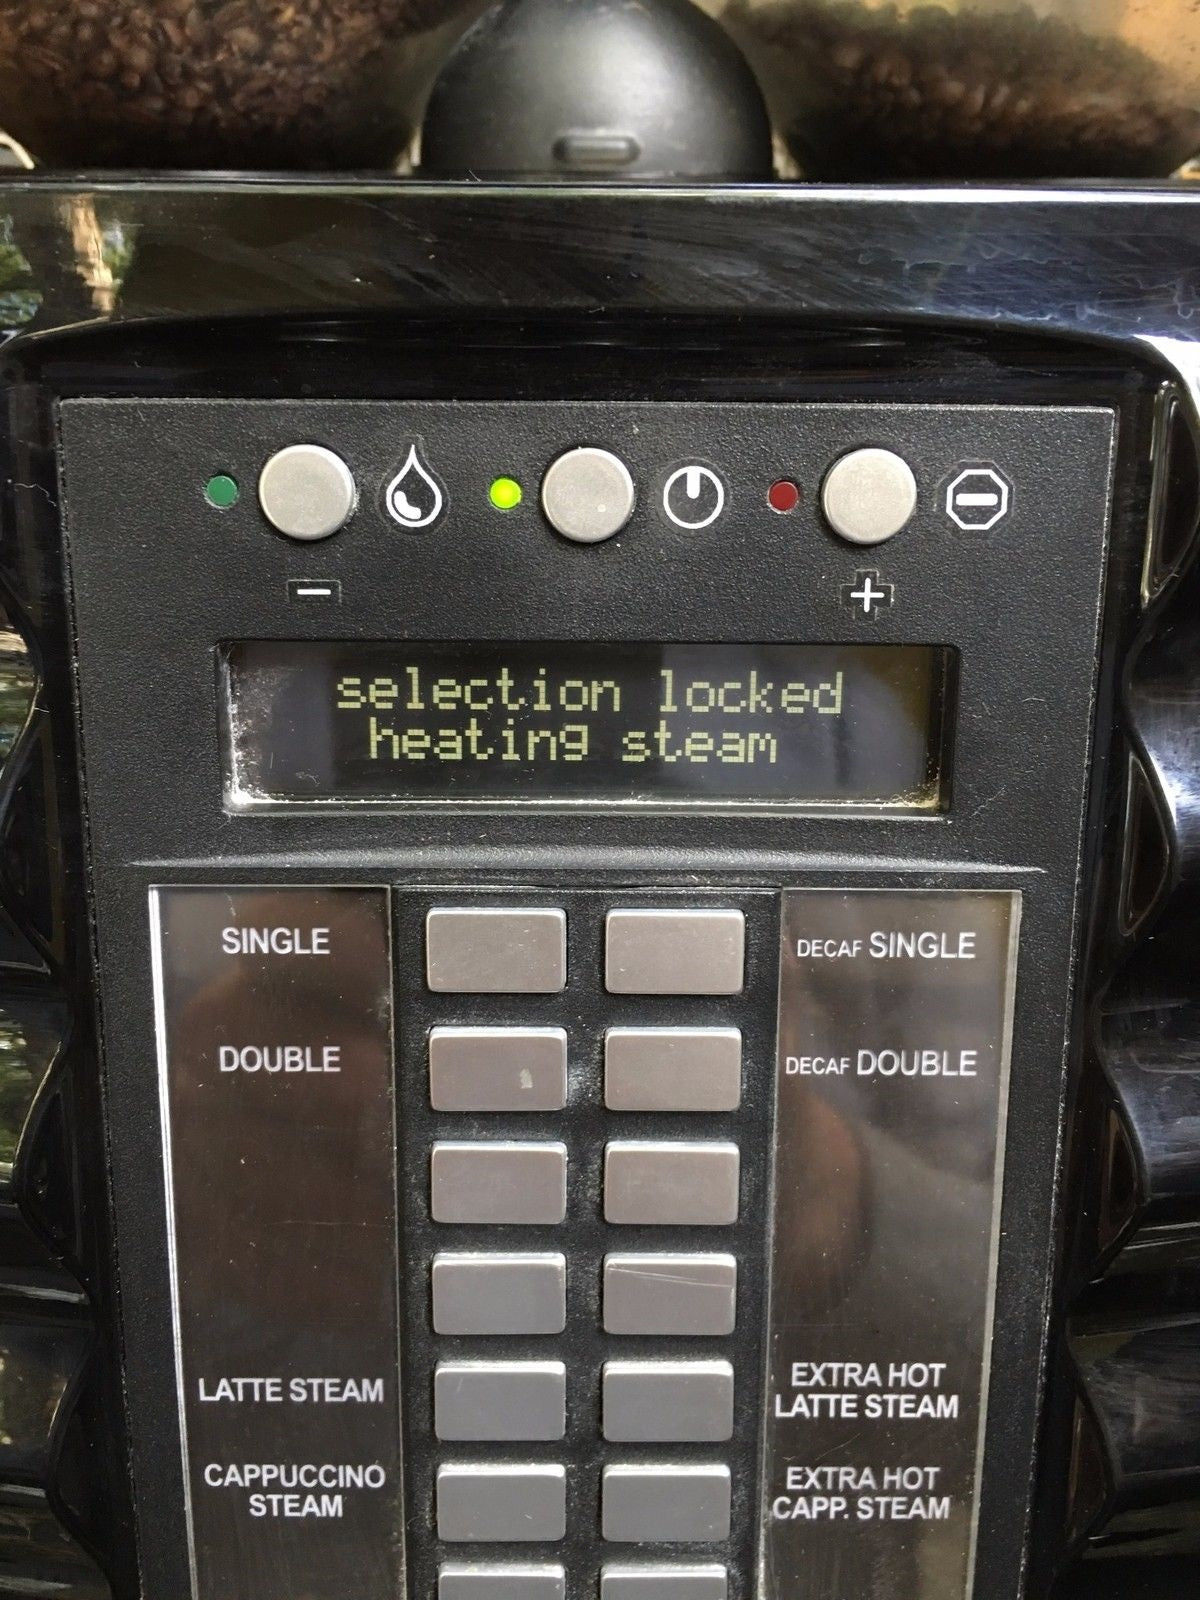 −
+
selection locked
heating steam
SINGLE
DECAF SINGLE
DOUBLE
DECAF DOUBLE
LATTE STEAM
EXTRA HOT
LATTE STEAM
CAPPUCCINO
STEAM
EXTRA HOT
CAPP. STEAM